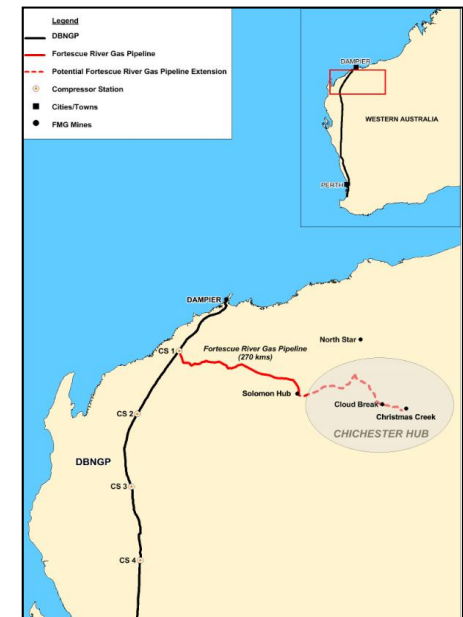 Legend
DBNGP
Fortescue River Gas Pipeline
Potential Fortescue River Gas Pipeline Extension
Compressor Station
Cities/Towns
FMG Mines
DAMPIER
WESTERN AUSTRALIA
PERTH
DAMPIER
CS 1
Fortescue River Gas Pipeline
(270 kms)
North Star
Solomon Hub
Cloud Break
Christmas Creek
CHICHESTER HUB
CS 2
DBNGP
CS 3
CS 4